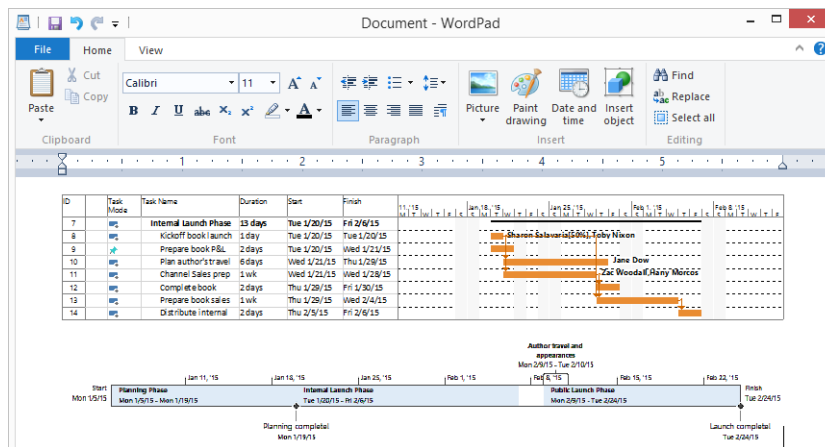 Document - WordPad
File Home View
Cut
Copy
Paste
Clipboard
Calibri 11 A A
B I U abc X₂ X² A
Font
Paragraph
Picture
Paint drawing
Date and time
Insert object
Insert
Find
Replace
Select all
Editing
1 2 3 4 5
ID Task Mode Task Name Duration Start Finish 11, '15 Jan 18, '15 Jan 25, '15 Feb 1, '15 Feb 8, '15
M T W T F S S M T W T F S S M T W T F S S M T W T F S S M T W T F
7 Internal Launch Phase 13 days Tue 1/20/15 Fri 2/6/15
8 Kickoff book launch 1 day Tue 1/20/15 Tue 1/20/15 Sharon Salavaria[50%],Toby Nixon
9 Prepare book P&L 2 days Tue 1/20/15 Wed 1/21/15
10 Plan author's travel 6 days Wed 1/21/15 Thu 1/29/15 Jane Dow
11 Channel Sales prep 1 wk Wed 1/21/15 Wed 1/28/15 Zac Woodall,Hany Morcos
12 Complete book 2 days Thu 1/29/15 Fri 1/30/15
13 Prepare book sales 1 wk Thu 1/29/15 Wed 2/4/15
14 Distribute internal 2 days Thu 2/5/15 Fri 2/6/15
Author travel and
appearances
Mon 2/9/15 - Tue 2/10/15
Jan 11, '15 Jan 18, '15 Jan 25, '15 Feb 1, '15 Feb 8, '15 Feb 15, '15 Feb 22, '15
Start
Mon 1/5/15
Planning Phase
Mon 1/5/15 - Mon 1/19/15
Internal Launch Phase
Tue 1/20/15 - Fri 2/6/15
Public Launch Phase
Mon 2/9/15 - Tue 2/24/15
Finish
Tue 2/24/15
Planning complete!
Mon 1/19/15
Launch complete!
Tue 2/24/15